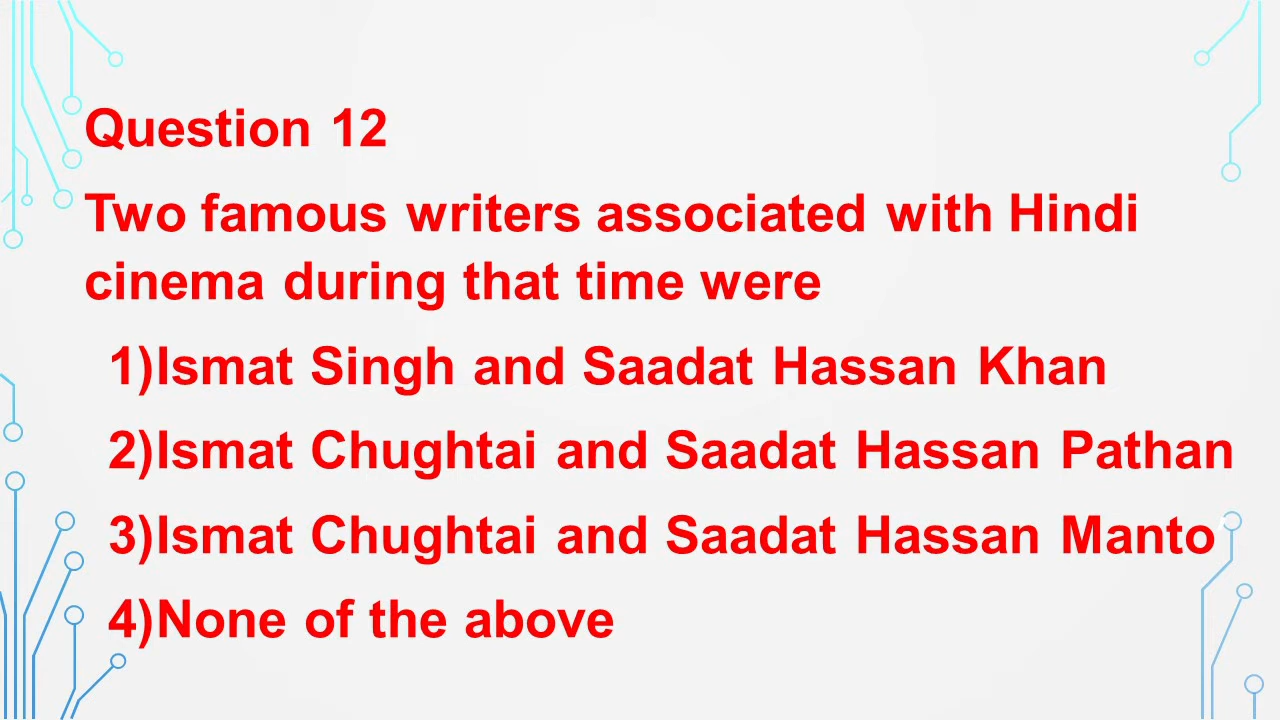 Question 12
Two famous writers associated with Hindi
cinema during that time were
1)Ismat Singh and Saadat Hassan Khan
2)Ismat Chughtai and Saadat Hassan Pathan
3)Ismat Chughtai and Saadat Hassan Manto
4)None of the above